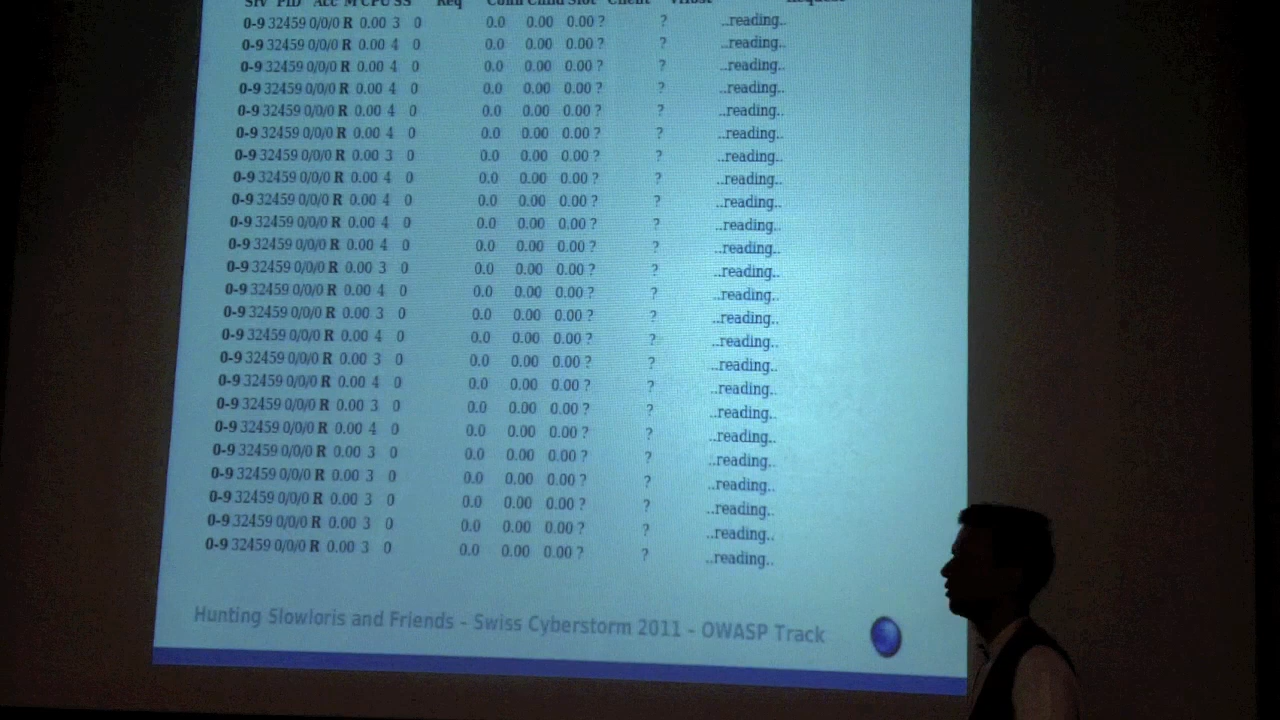 Srv PID Acc M CPU SS Req Conn Child Slot Client VHost Request
0-9 32459 0/0/0 R 0.00 3 0 0.0 0.00 0.00 ? ? ..reading..
0-9 32459 0/0/0 R 0.00 4 0 0.0 0.00 0.00 ? ? ..reading..
0-9 32459 0/0/0 R 0.00 4 0 0.0 0.00 0.00 ? ? ..reading..
0-9 32459 0/0/0 R 0.00 4 0 0.0 0.00 0.00 ? ? ..reading..
0-9 32459 0/0/0 R 0.00 4 0 0.0 0.00 0.00 ? ? ..reading..
0-9 32459 0/0/0 R 0.00 4 0 0.0 0.00 0.00 ? ? ..reading..
0-9 32459 0/0/0 R 0.00 3 0 0.0 0.00 0.00 ? ? ..reading..
0-9 32459 0/0/0 R 0.00 4 0 0.0 0.00 0.00 ? ? ..reading..
0-9 32459 0/0/0 R 0.00 4 0 0.0 0.00 0.00 ? ? ..reading..
0-9 32459 0/0/0 R 0.00 4 0 0.0 0.00 0.00 ? ? ..reading..
0-9 32459 0/0/0 R 0.00 4 0 0.0 0.00 0.00 ? ? ..reading..
0-9 32459 0/0/0 R 0.00 3 0 0.0 0.00 0.00 ? ? ..reading..
0-9 32459 0/0/0 R 0.00 4 0 0.0 0.00 0.00 ? ? ..reading..
0-9 32459 0/0/0 R 0.00 3 0 0.0 0.00 0.00 ? ? ..reading..
0-9 32459 0/0/0 R 0.00 4 0 0.0 0.00 0.00 ? ? ..reading..
0-9 32459 0/0/0 R 0.00 3 0 0.0 0.00 0.00 ? ? ..reading..
0-9 32459 0/0/0 R 0.00 4 0 0.0 0.00 0.00 ? ? ..reading..
0-9 32459 0/0/0 R 0.00 3 0 0.0 0.00 0.00 ? ? ..reading..
0-9 32459 0/0/0 R 0.00 4 0 0.0 0.00 0.00 ? ? ..reading..
0-9 32459 0/0/0 R 0.00 3 0 0.0 0.00 0.00 ? ? ..reading..
0-9 32459 0/0/0 R 0.00 3 0 0.0 0.00 0.00 ? ? ..reading..
0-9 32459 0/0/0 R 0.00 3 0 0.0 0.00 0.00 ? ? ..reading..
0-9 32459 0/0/0 R 0.00 3 0 0.0 0.00 0.00 ? ? ..reading..
0-9 32459 0/0/0 R 0.00 3 0 0.0 0.00 0.00 ? ? ..reading..
Hunting Slowloris and Friends - Swiss Cyberstorm 2011 - OWASP Track